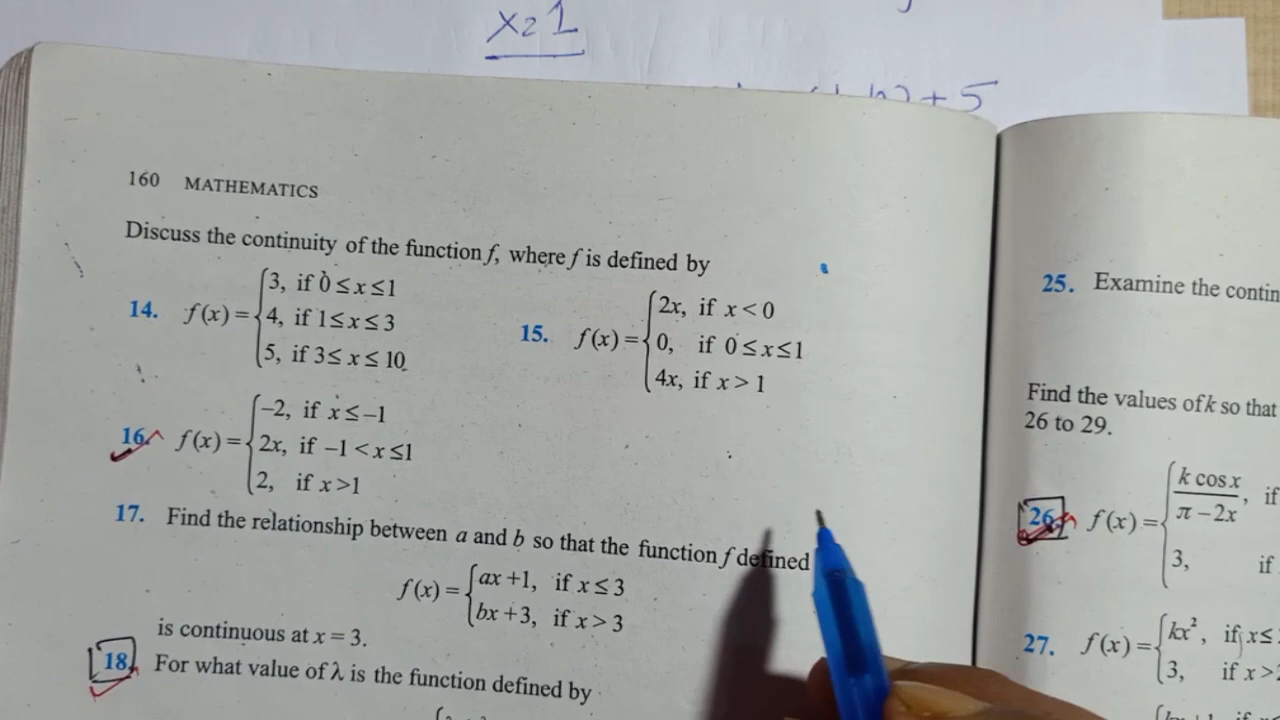 x=1
+ 5
160 MATHEMATICS
Discuss the continuity of the function f, where f is defined by
14. f(x) = {3, if 0 ≤ x ≤ 1
4, if 1 ≤ x ≤ 3
5, if 3 ≤ x ≤ 10
15. f(x) = {2x, if x < 0
0, if 0 ≤ x ≤ 1
4x, if x > 1
16. f(x) = {−2, if x ≤ −1
2x, if −1 < x ≤ 1
2, if x > 1
17. Find the relationship between a and b so that the function f defined
f(x) = {ax + 1, if x ≤ 3
bx + 3, if x > 3
is continuous at x = 3.
18. For what value of λ is the function defined by
25. Examine the contin
Find the values of k so that
26 to 29.
26. f(x) = {k cos x / π − 2x, if
3, if
27. f(x) = {kx², if x ≤
3, if x >